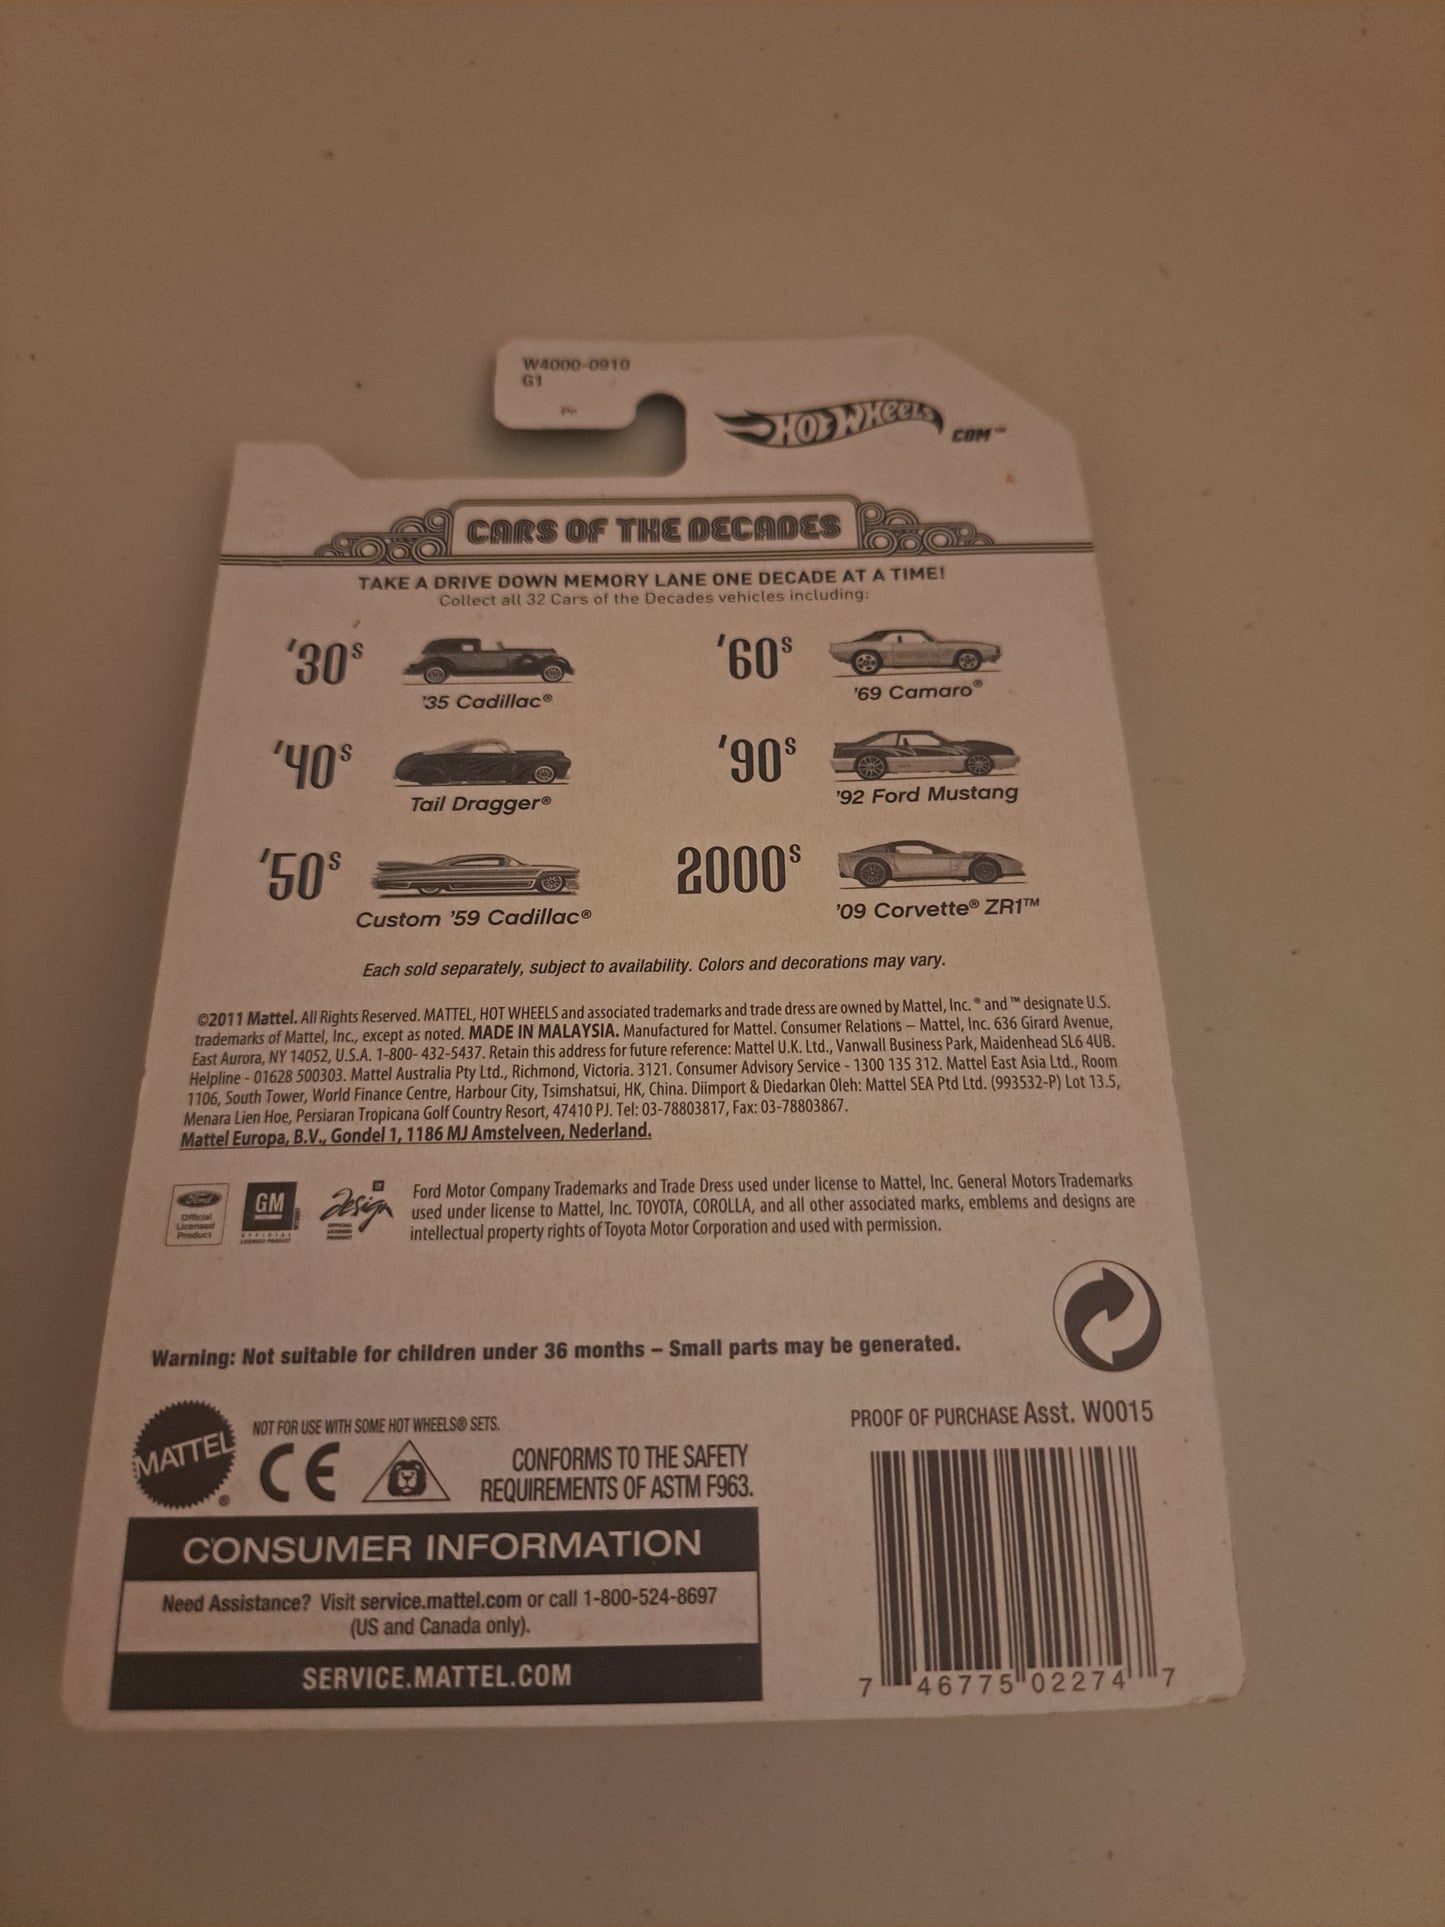 W4000-0910
G1
HOT WHEELS
.COM™
CARS OF THE DECADES
TAKE A DRIVE DOWN MEMORY LANE ONE DECADE AT A TIME!
Collect all 32 Cars of the Decades vehicles including:
'30s
'35 Cadillac®
'40s
Tail Dragger®
'50s
Custom '59 Cadillac®
'60s
'69 Camaro®
'90s
'92 Ford Mustang
2000s
'09 Corvette® ZR1™
Each sold separately, subject to availability. Colors and decorations may vary.
©2011 Mattel. All Rights Reserved. MATTEL, HOT WHEELS and associated trademarks and trade dress are owned by Mattel, Inc. ® and ™ designate U.S.
trademarks of Mattel, Inc., except as noted. MADE IN MALAYSIA. Manufactured for Mattel. Consumer Relations – Mattel, Inc. 636 Girard Avenue,
East Aurora, NY 14052, U.S.A. 1-800- 432-5437. Retain this address for future reference: Mattel U.K. Ltd., Vanwall Business Park, Maidenhead SL6 4UB.
Helpline - 01628 500303. Mattel Australia Pty Ltd., Richmond, Victoria. 3121. Consumer Advisory Service - 1300 135 312. Mattel East Asia Ltd., Room
1106, South Tower, World Finance Centre, Harbour City, Tsimshatsui, HK, China. Diimport & Diedarkan Oleh: Mattel SEA Ptd Ltd. (993532-P) Lot 13.5,
Menara Lien Hoe, Persiaran Tropicana Golf Country Resort, 47410 PJ. Tel: 03-78803817, Fax: 03-78803867.
Mattel Europa, B.V., Gondel 1, 1186 MJ Amstelveen, Nederland.
Ford
Official
Licensed
Product
GM
OFFICIAL
LICENSED PRODUCT
Design
OFFICIAL
LICENSED
PRODUCT
Ford Motor Company Trademarks and Trade Dress used under license to Mattel, Inc. General Motors Trademarks
used under license to Mattel, Inc. TOYOTA, COROLLA, and all other associated marks, emblems and designs are
intellectual property rights of Toyota Motor Corporation and used with permission.
Warning: Not suitable for children under 36 months – Small parts may be generated.
MATTEL®
NOT FOR USE WITH SOME HOT WHEELS® SETS.
CE
CONFORMS TO THE SAFETY
REQUIREMENTS OF ASTM F963.
CONSUMER INFORMATION
Need Assistance? Visit service.mattel.com or call 1-800-524-8697
(US and Canada only).
SERVICE.MATTEL.COM
PROOF OF PURCHASE Asst. W0015
7 46775 02274 7